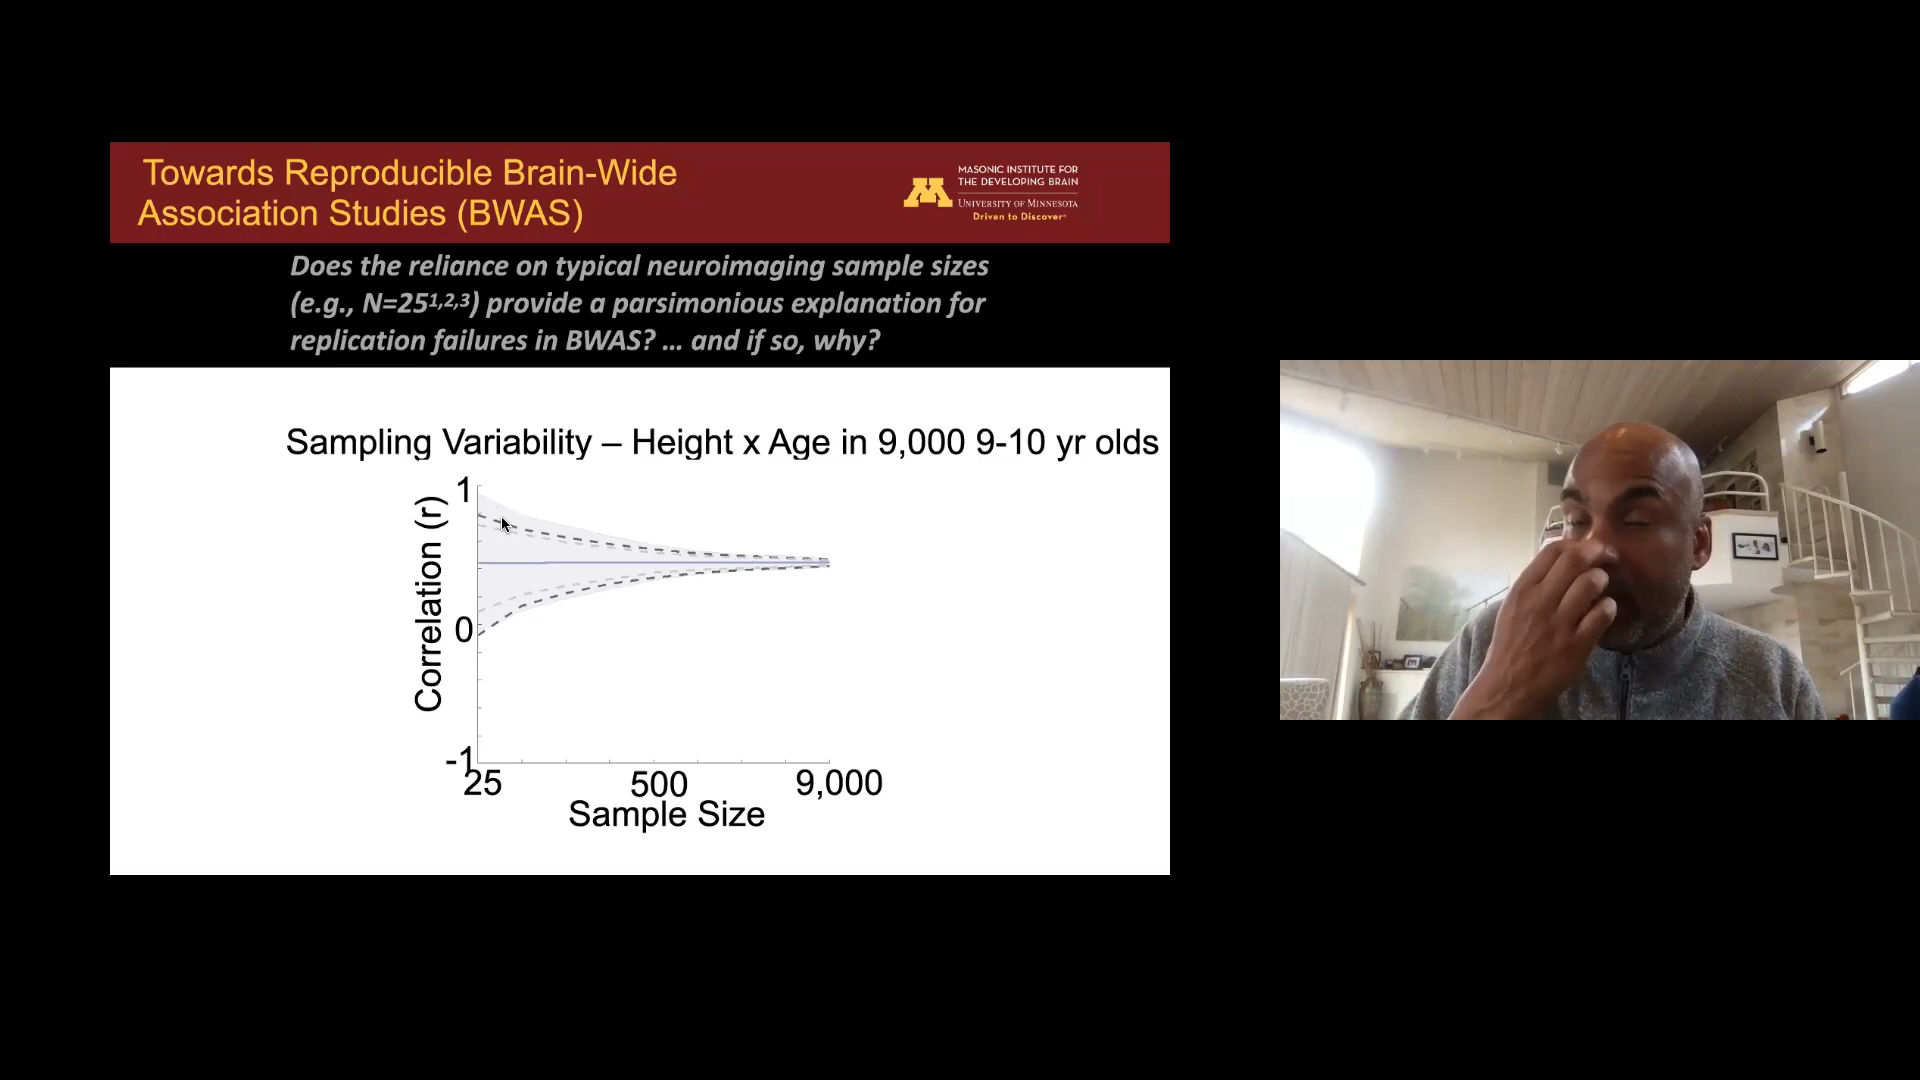 Towards Reproducible Brain-Wide
Association Studies (BWAS)
MASONIC INSTITUTE FOR
THE DEVELOPING BRAIN
UNIVERSITY OF MINNESOTA
Driven to Discover®
Does the reliance on typical neuroimaging sample sizes
(e.g., N=25¹,²,³) provide a parsimonious explanation for
replication failures in BWAS? … and if so, why?
Sampling Variability – Height x Age in 9,000 9-10 yr olds
Correlation (r)
1
0
-1
25 500 9,000
Sample Size